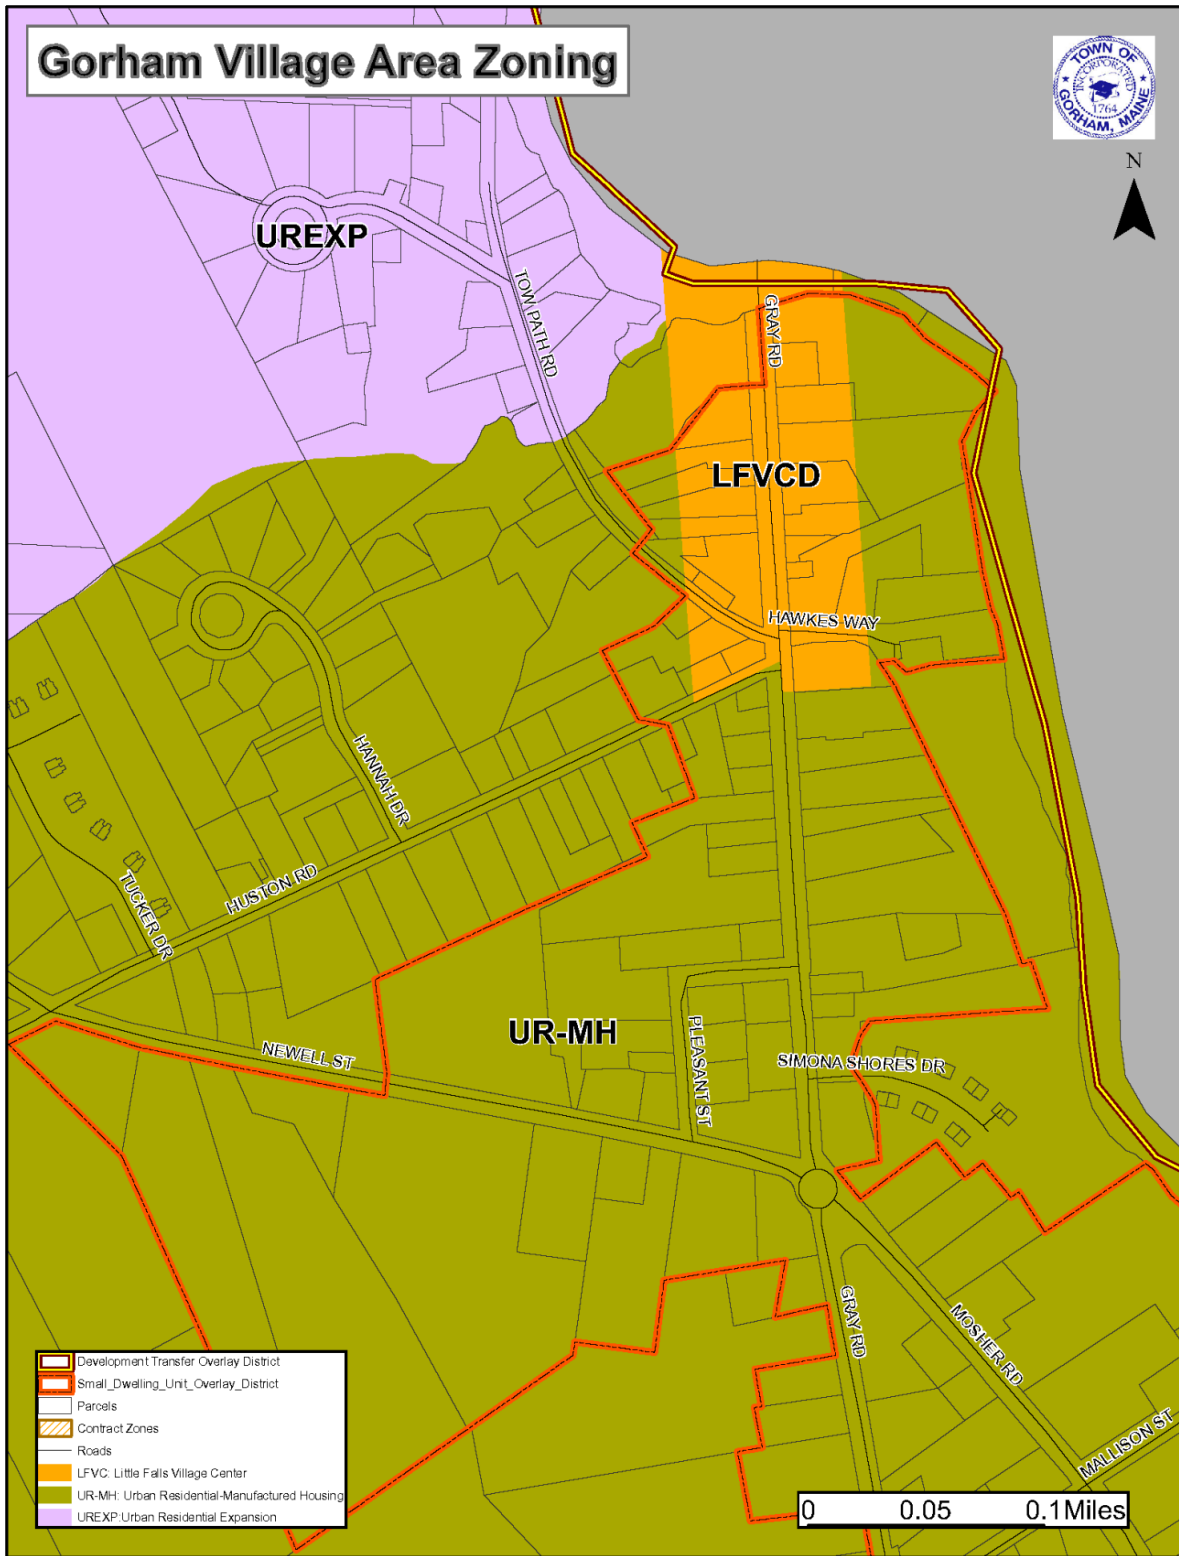 Gorham Village Area Zoning
TOWN OF
INCORPORATED
1764
GORHAM, MAINE
N
UREXP
TOW PATH RD
GRAY RD
LFVCD
HAWKES WAY
HANNAH DR
HUSTON RD
TUCKER DR
UR-MH
NEWELL ST
PLEASANT ST
SIMONA SHORES DR
GRAY RD
MOSHER RD
MALLISON ST
Development Transfer Overlay District
Small_Dwelling_Unit_Overlay_District
Parcels
Contract Zones
Roads
LFVC: Little Falls Village Center
UR-MH: Urban Residential-Manufactured Housing
UREXP:Urban Residential Expansion
0 0.05 0.1Miles